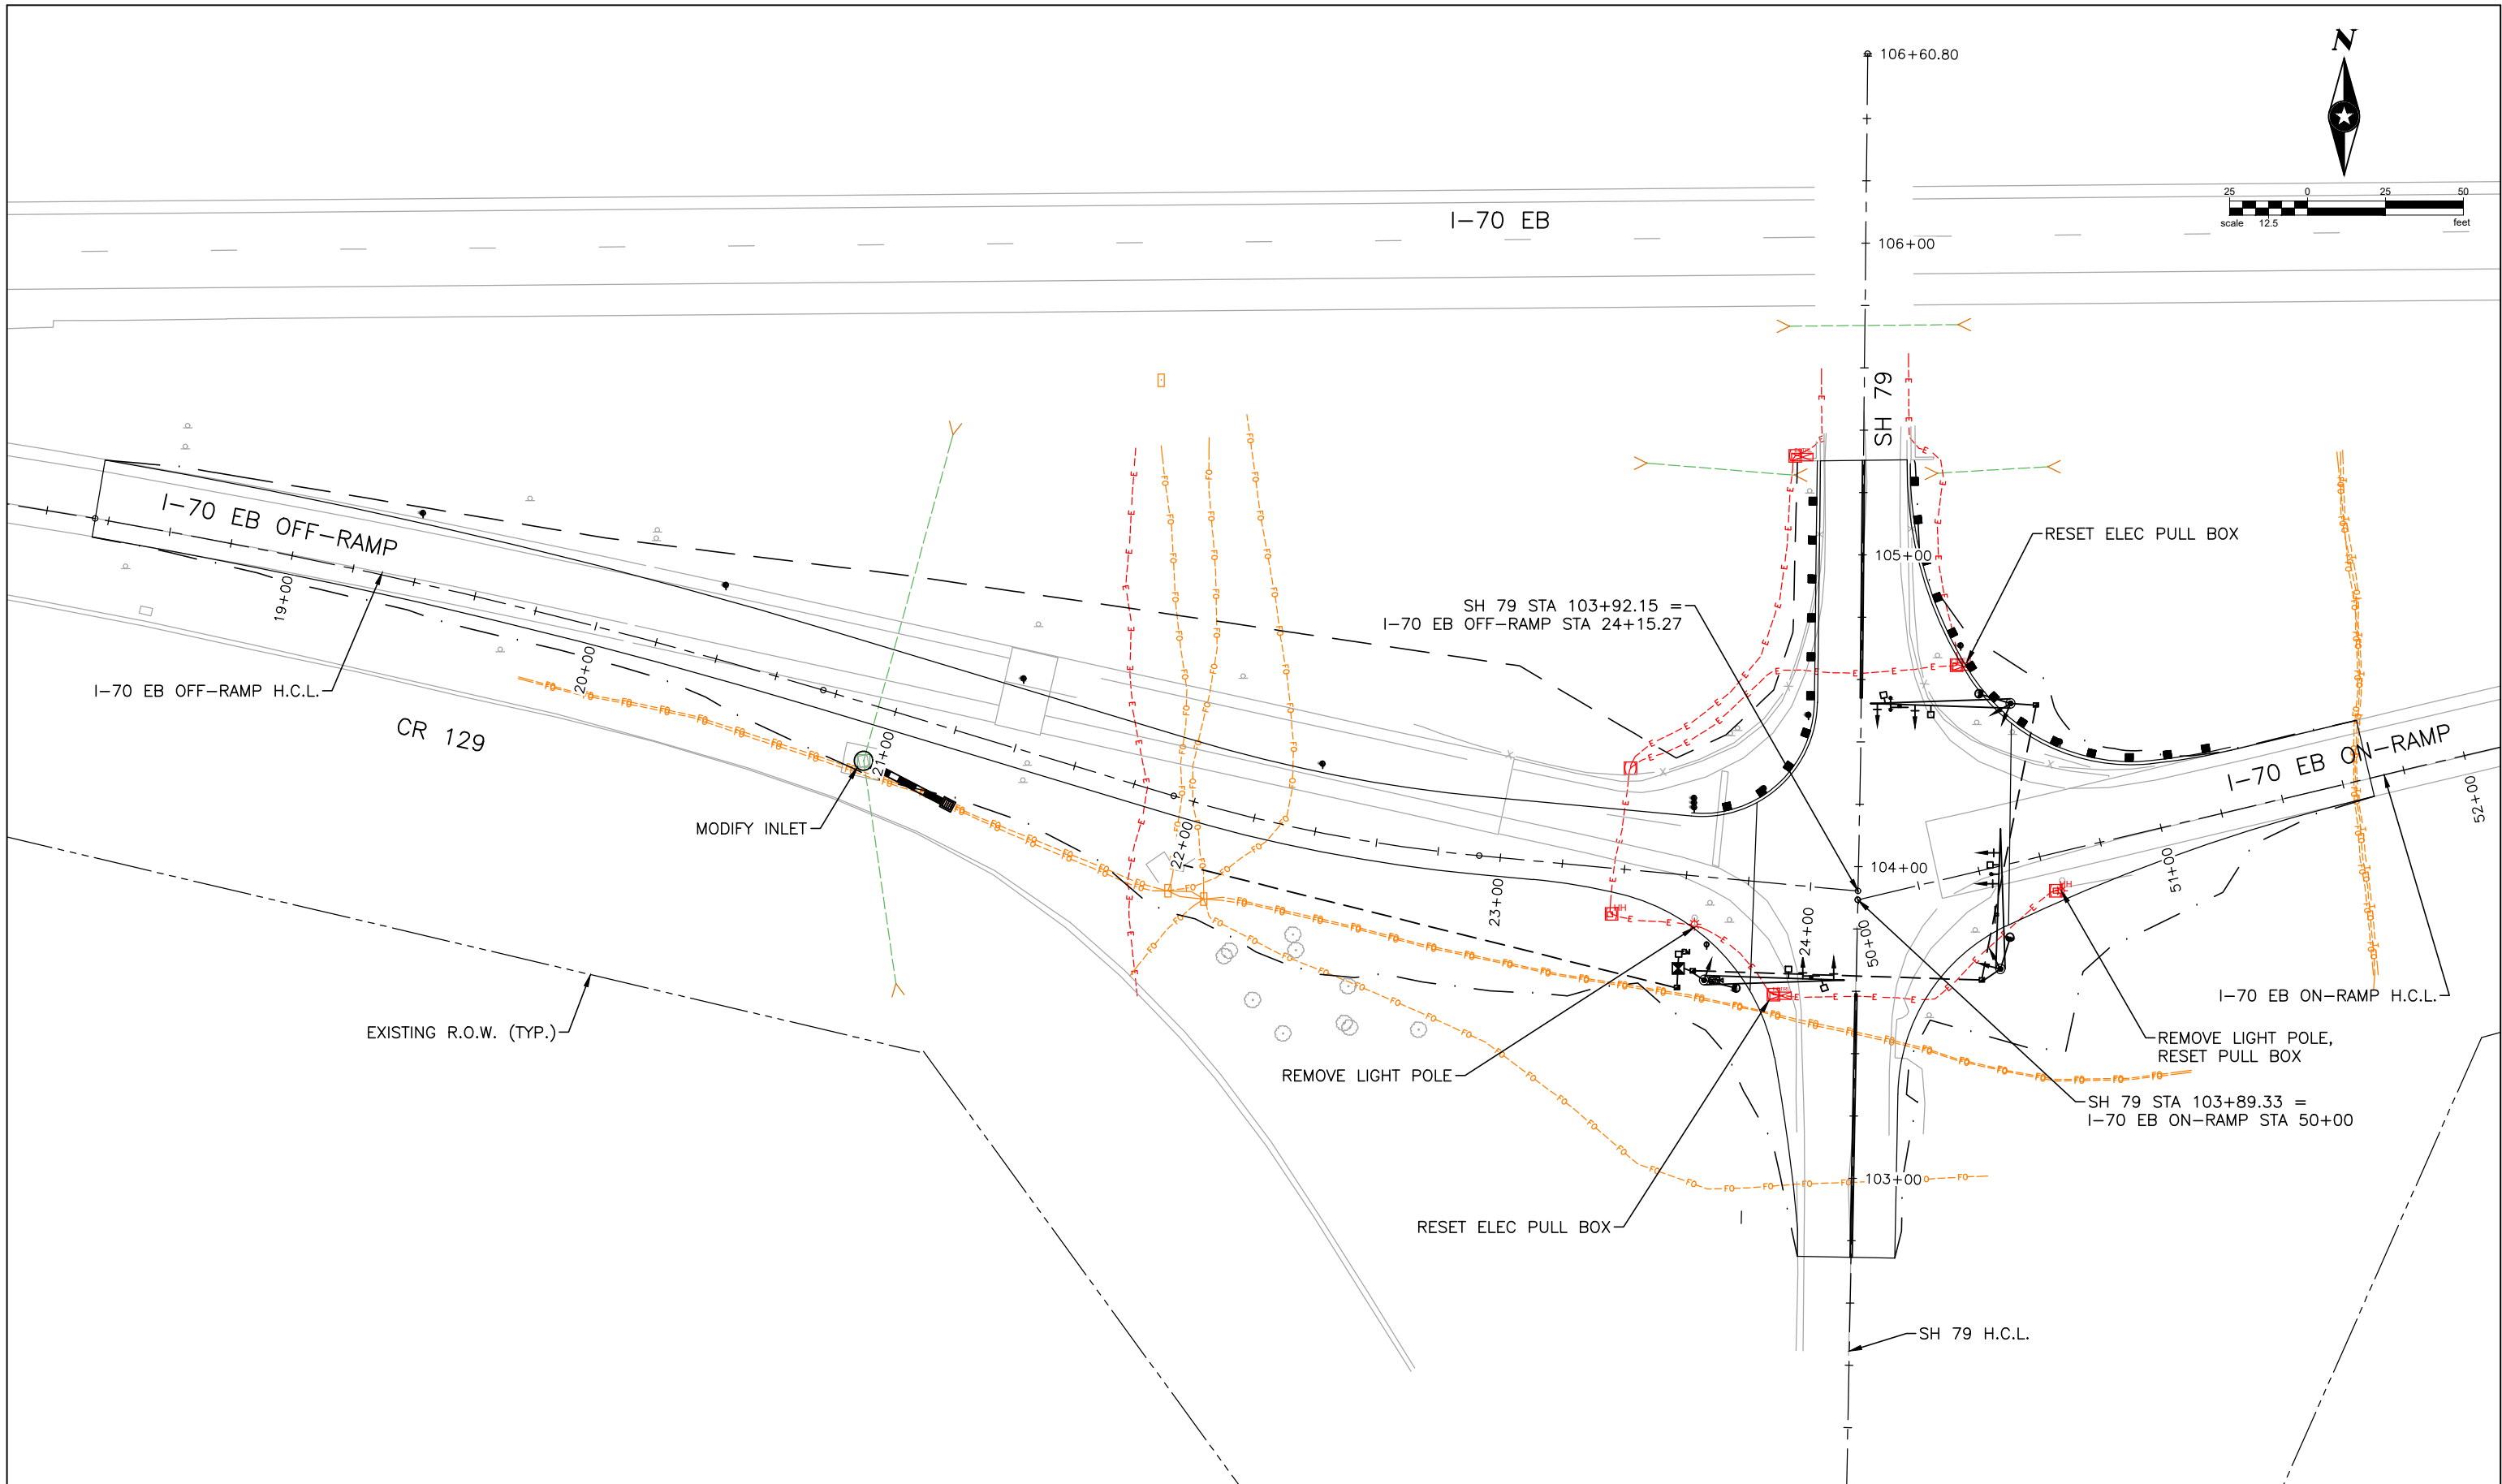 106+60.80
N
25 0 25 50
scale 12.5 feet
I-70 EB
106+00
SH 79
I-70 EB OFF-RAMP
105+00
RESET ELEC PULL BOX
19+00
SH 79 STA 103+92.15 =
I-70 EB OFF-RAMP STA 24+15.27
20+00
I-70 EB OFF-RAMP H.C.L.
CR 129
21+00
I-70 EB ON-RAMP
52+00
MODIFY INLET
22+00
104+00
51+00
23+00
24+00
50+00
HH
HH
I-70 EB ON-RAMP H.C.L.
EXISTING R.O.W. (TYP.)
REMOVE LIGHT POLE,
RESET PULL BOX
REMOVE LIGHT POLE
SH 79 STA 103+89.33 =
I-70 EB ON-RAMP STA 50+00
103+00
RESET ELEC PULL BOX
SH 79 H.C.L.